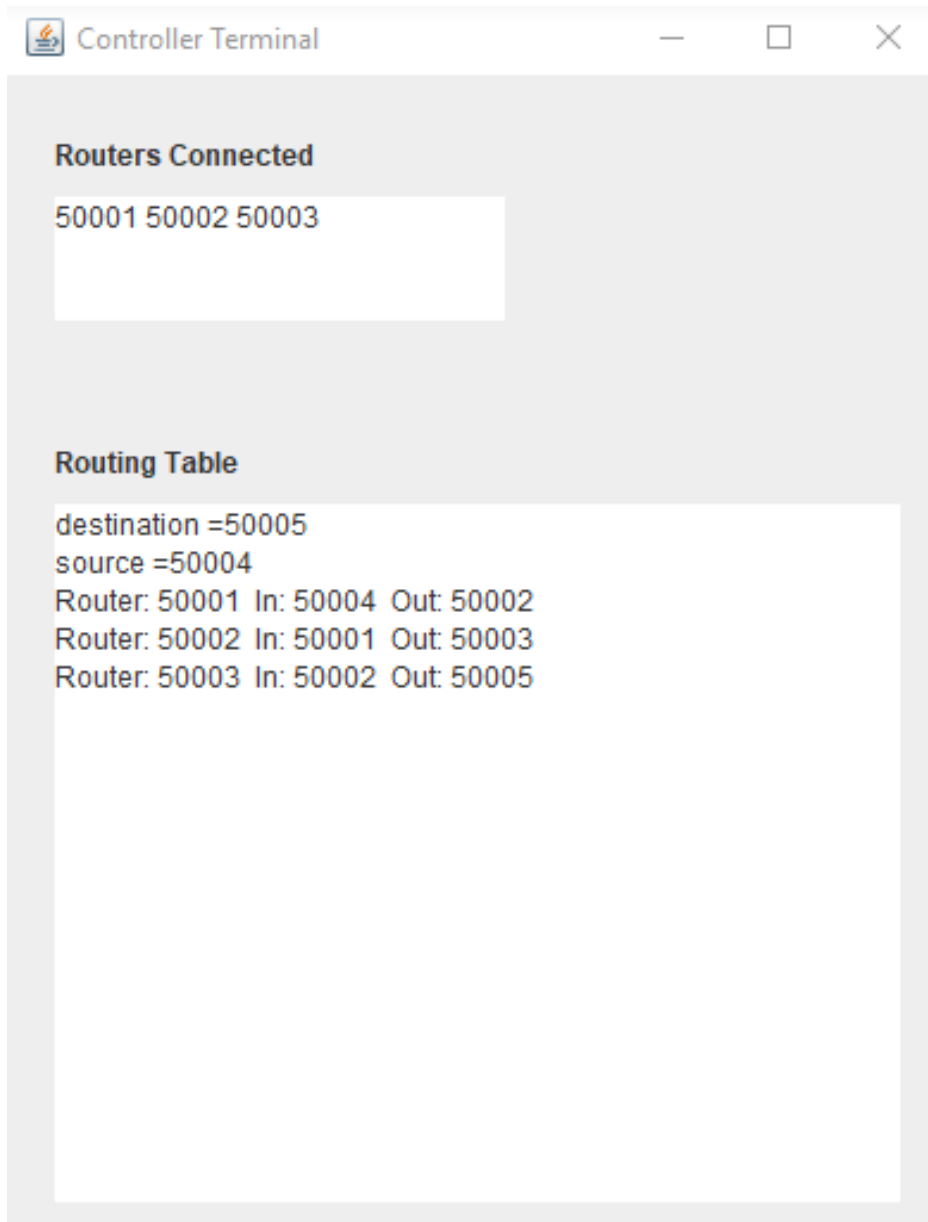 Controller Terminal
Routers Connected
50001 50002 50003
Routing Table
destination =50005
source =50004
Router: 50001 In: 50004 Out: 50002
Router: 50002 In: 50001 Out: 50003
Router: 50003 In: 50002 Out: 50005